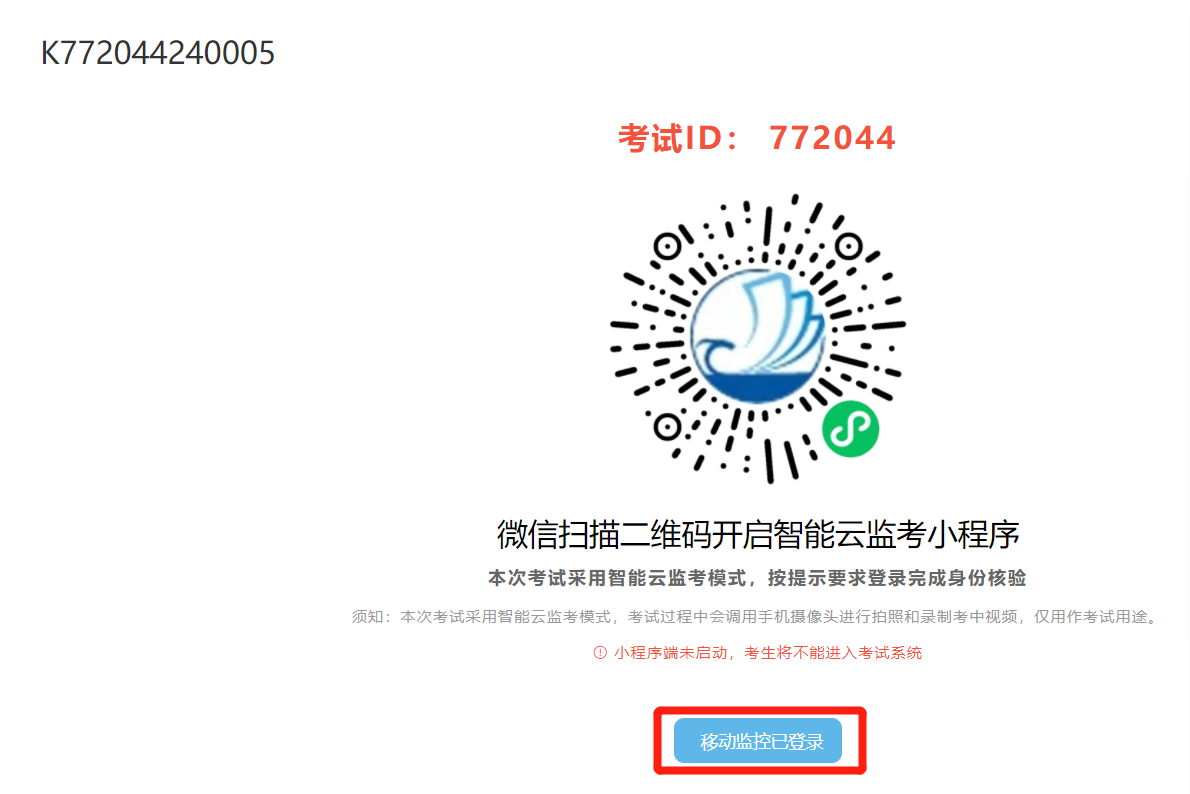 K772044240005
考试ID： 772044
微信扫描二维码开启智能云监考小程序
本次考试采用智能云监考模式，按提示要求登录完成身份核验
须知：本次考试采用智能云监考模式，考试过程中会调用手机摄像头进行拍照和录制考中视频，仅用作考试用途。
小程序端未启动，考生将不能进入考试系统
移动监控已登录